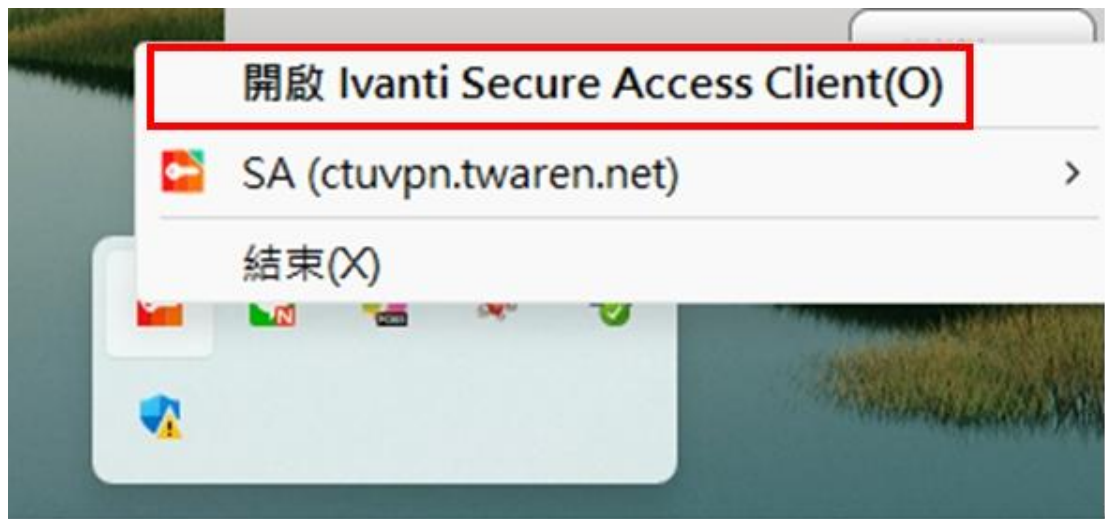 開啟 Ivanti Secure Access Client(O)
SA (ctuvpn.twaren.net)
結束(X)
N